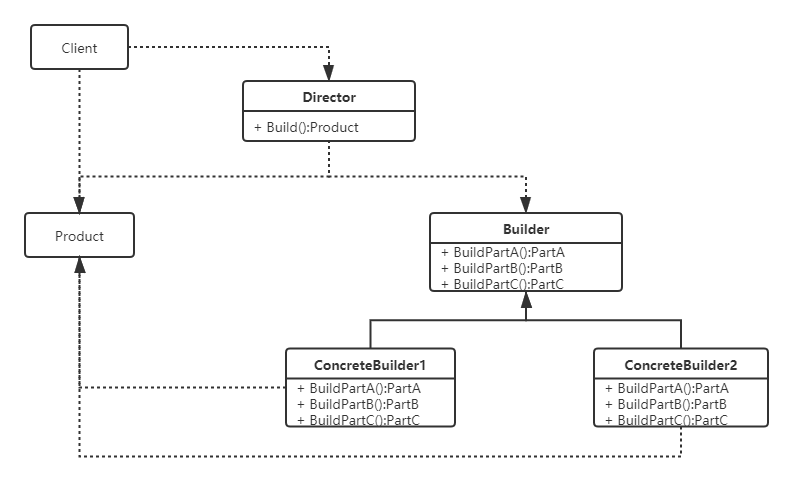 Client
Director
+ Build():Product
Product
Builder
+ BuildPartA():PartA
+ BuildPartB():PartB
+ BuildPartC():PartC
ConcreteBuilder1
+ BuildPartA():PartA
+ BuildPartB():PartB
+ BuildPartC():PartC
ConcreteBuilder2
+ BuildPartA():PartA
+ BuildPartB():PartB
+ BuildPartC():PartC